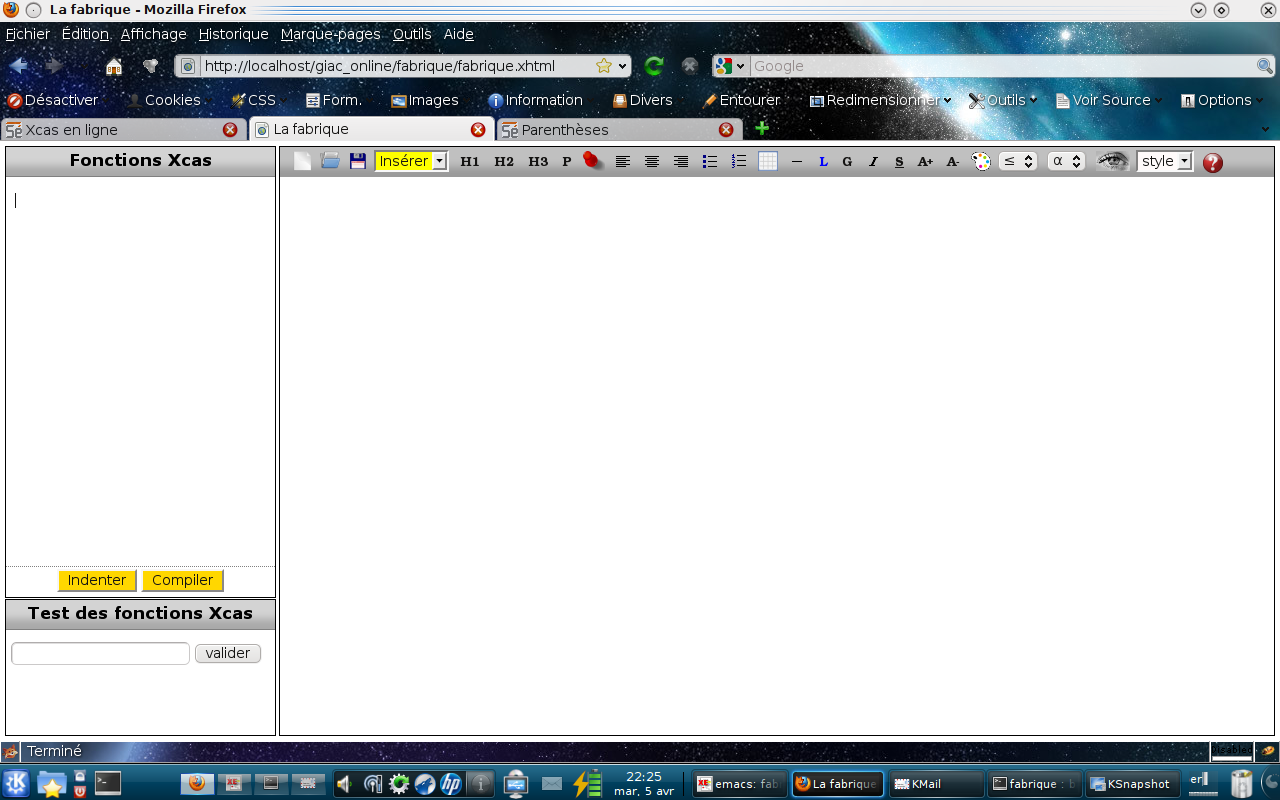 La fabrique - Mozilla Firefox
Fichier Édition Affichage Historique Marque-pages Outils Aide
http://localhost/giac_online/fabrique/fabrique.xhtml Google
Désactiver Cookies CSS Form. Images Information Divers Entourer Redimensionner Outils Voir Source Options
Xcas en ligne La fabrique Parenthèses
Fonctions Xcas Insérer H1 H2 H3 P L G I S A+ A- ≤ α style ?
Indenter Compiler
Test des fonctions Xcas
valider
Terminé Disabled
22:25
mar, 5 avr
emacs: fab La fabrique KMail fabrique : b KSnapshot